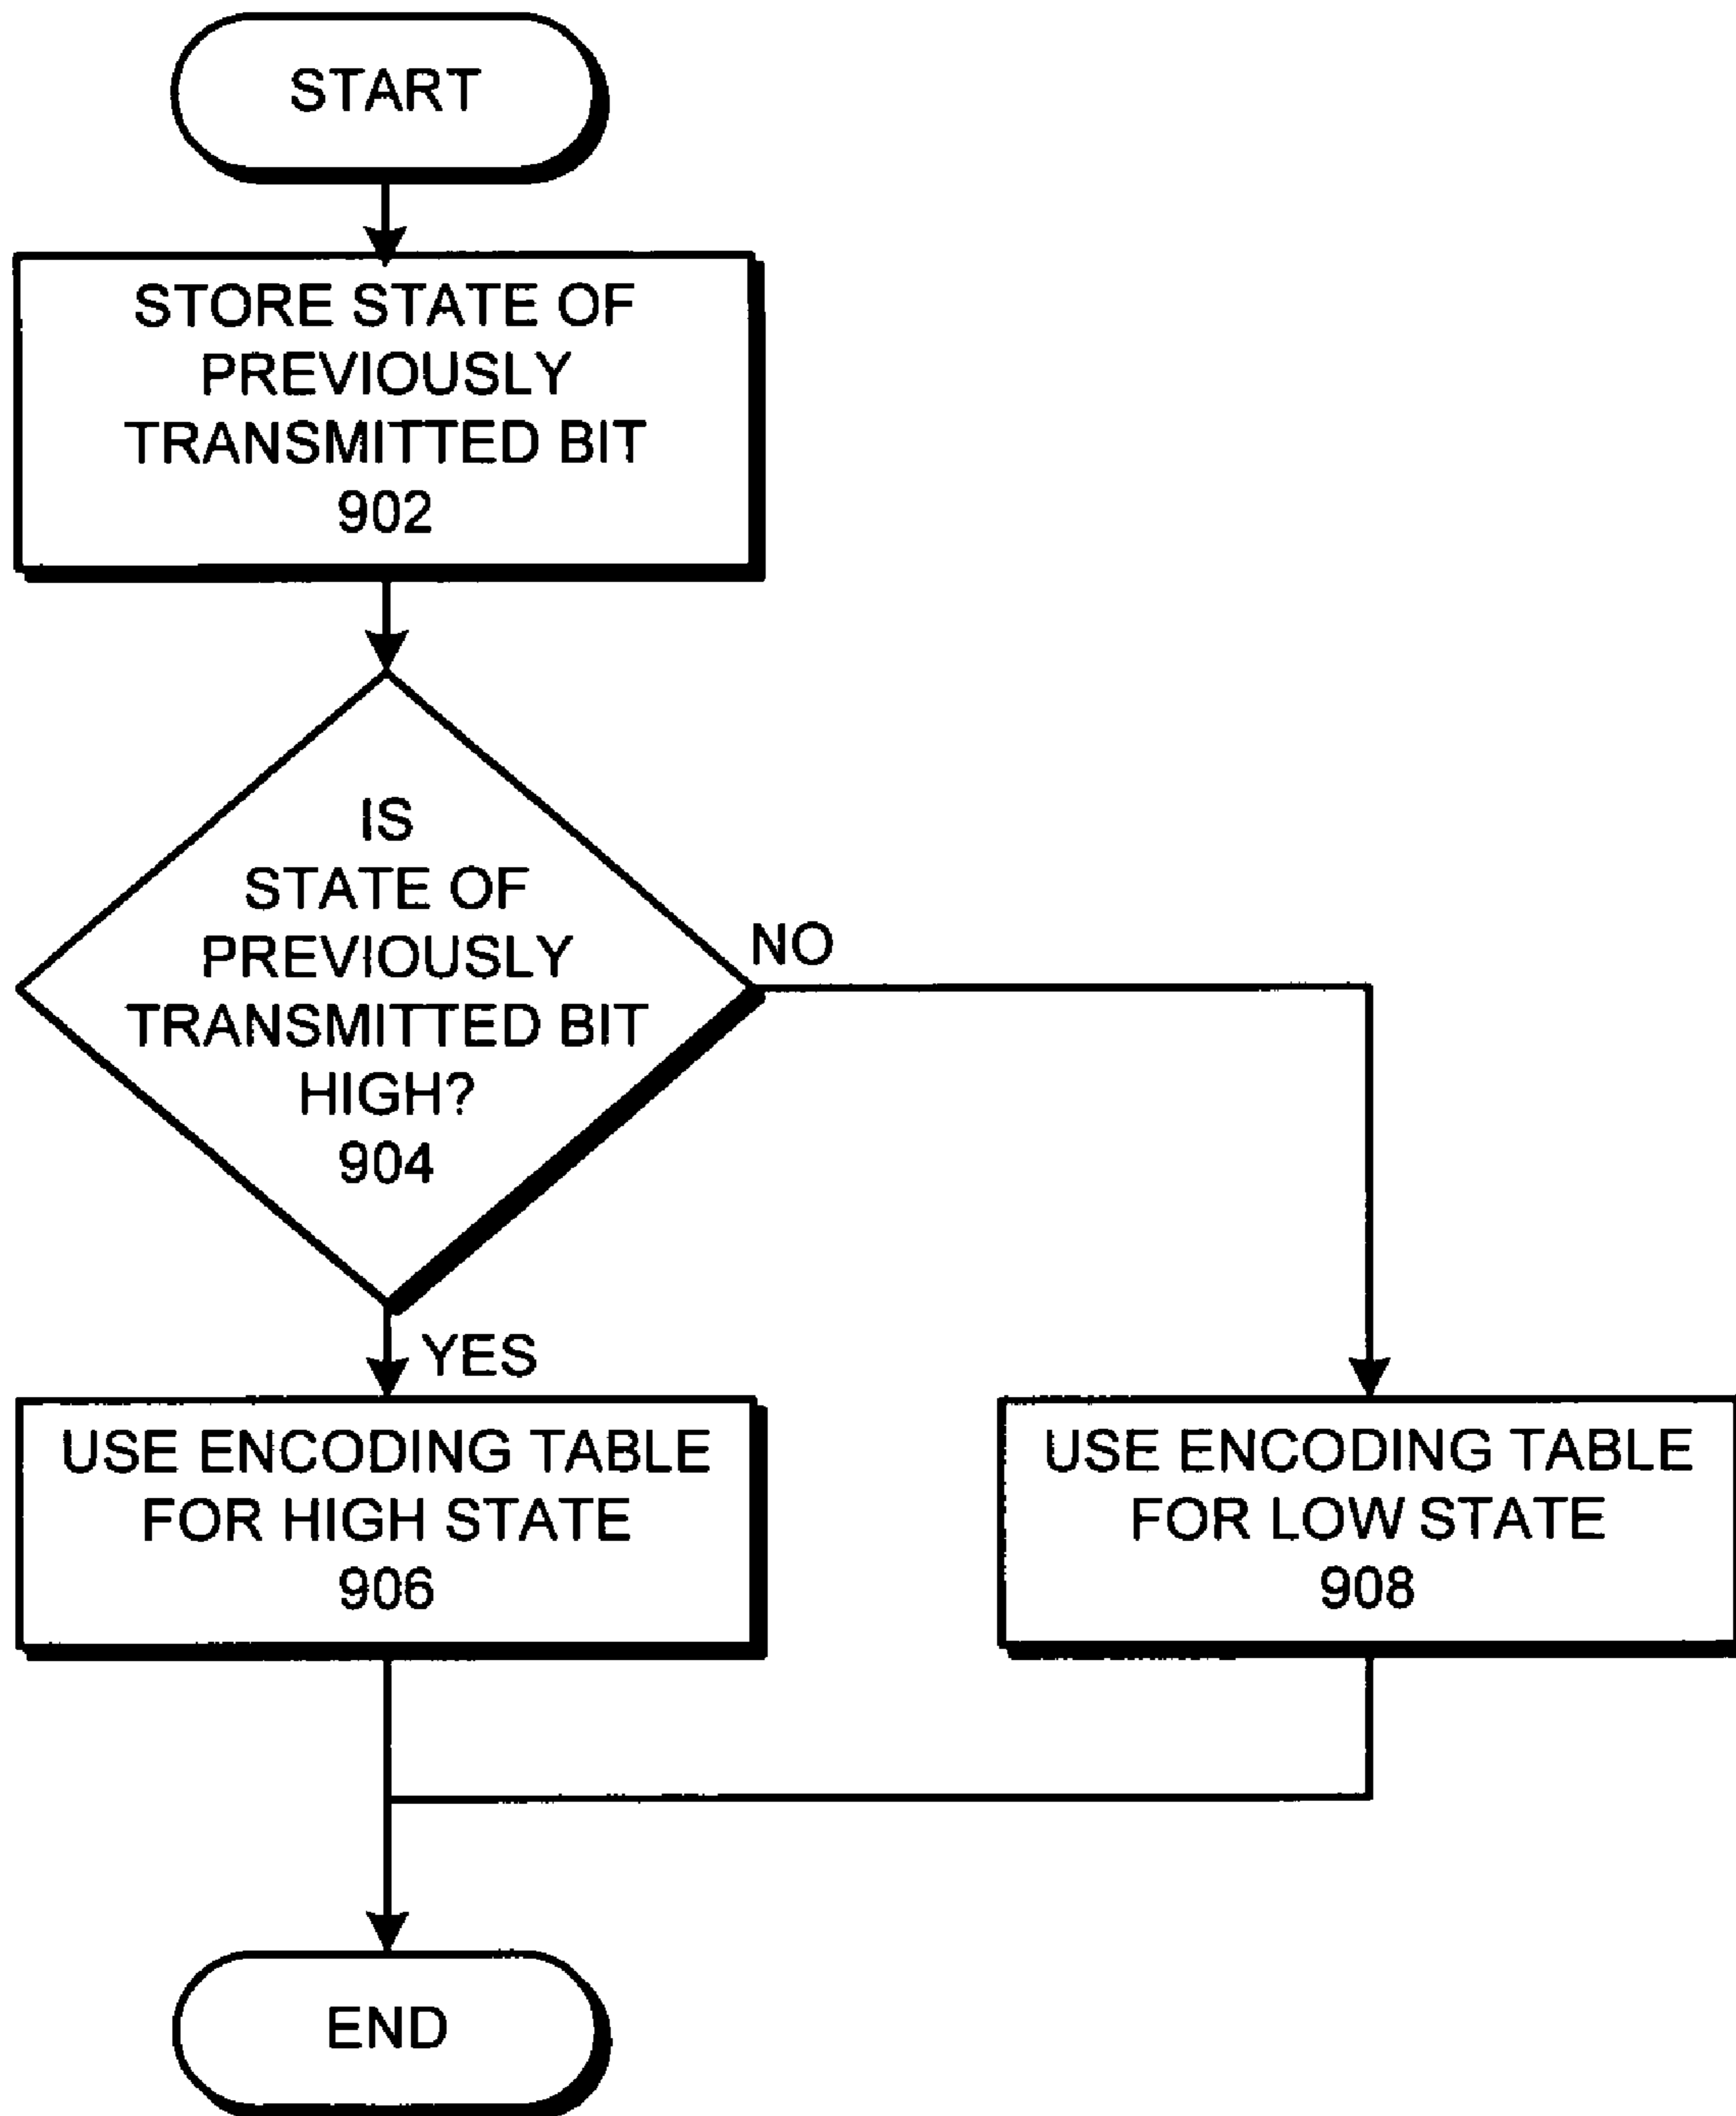 START
STORE STATE OF
PREVIOUSLY
TRANSMITTED BIT
902
IS
STATE OF
PREVIOUSLY
TRANSMITTED BIT
HIGH?
904
NO
YES
USE ENCODING TABLE
FOR HIGH STATE
906
USE ENCODING TABLE
FOR LOW STATE
908
END